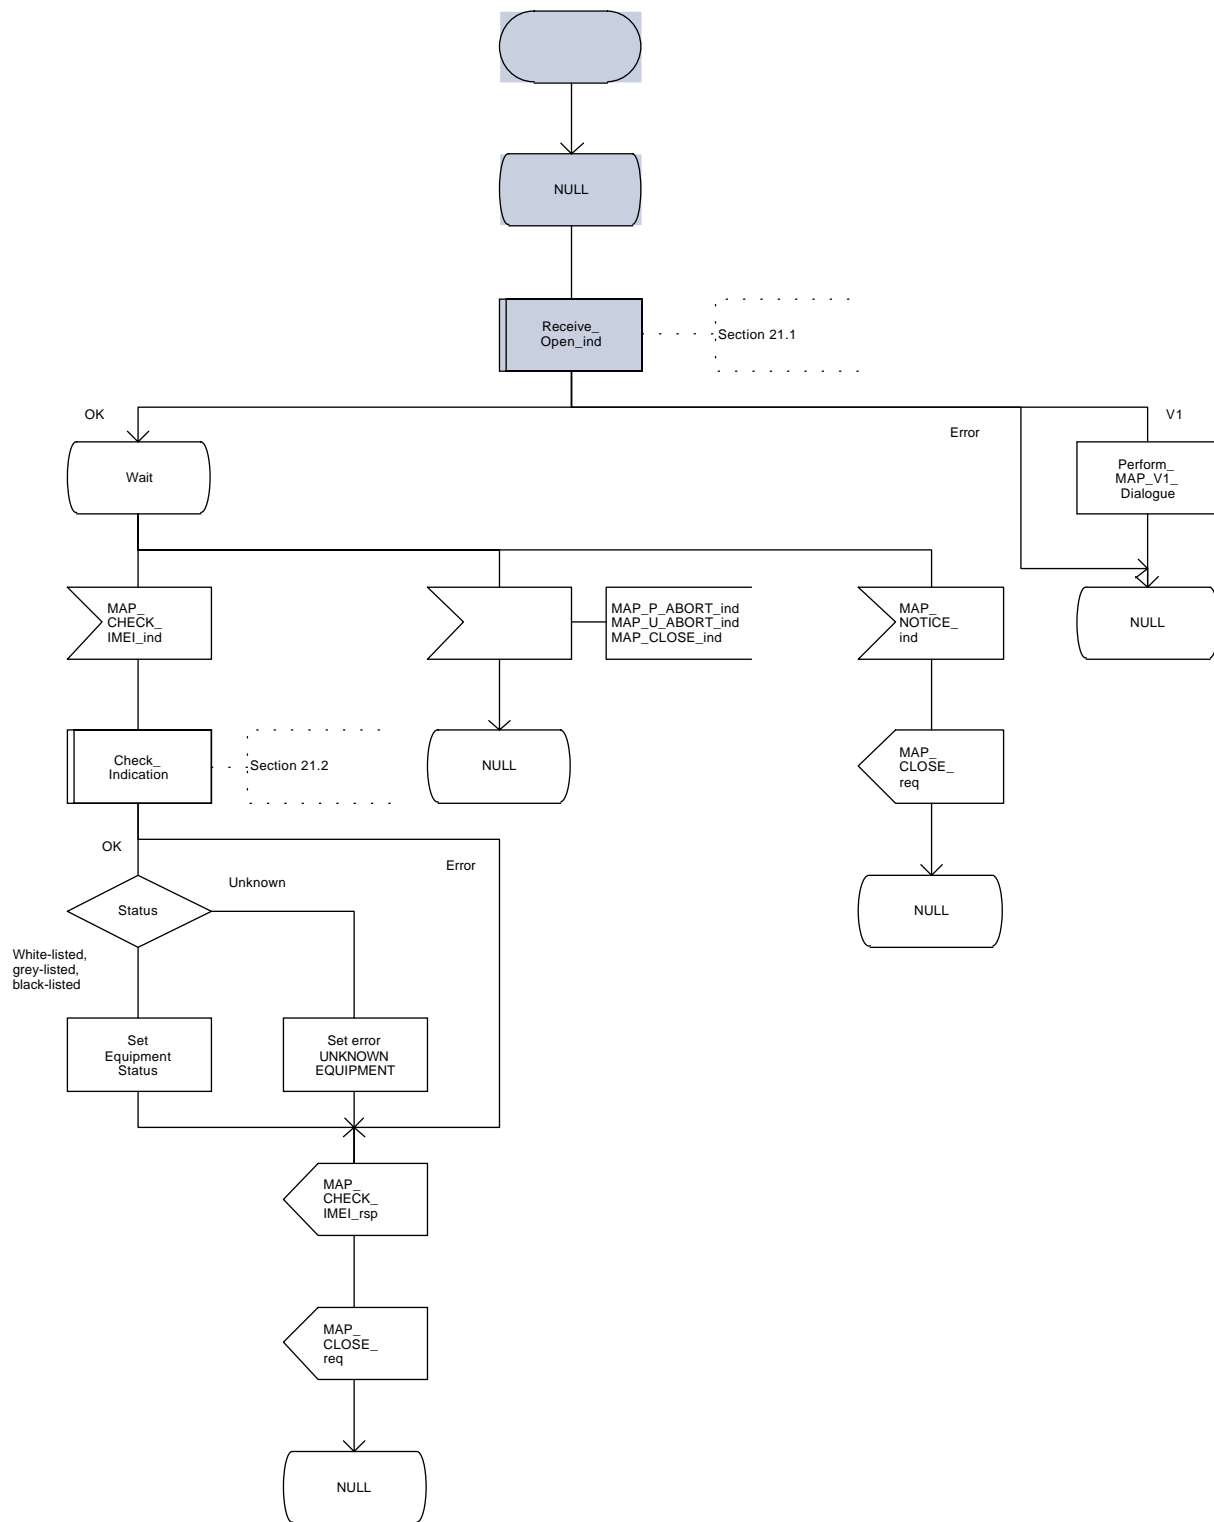 NULL
Receive_
Open_ind
Section 21.1
OK
Error
V1
Wait
Perform_
MAP_V1_
Dialogue
MAP_
CHECK_
IMEI_ind
MAP_P_ABORT_ind
MAP_U_ABORT_ind
MAP_CLOSE_ind
MAP_
NOTICE_
ind
NULL
Check_
Indication
Section 21.2
NULL
MAP_
CLOSE_
req
OK
Error
Unknown
Status
NULL
White-listed,
grey-listed,
black-listed
Set
Equipment
Status
Set error
UNKNOWN
EQUIPMENT
MAP_
CHECK_
IMEI_rsp
MAP_
CLOSE_
req
NULL